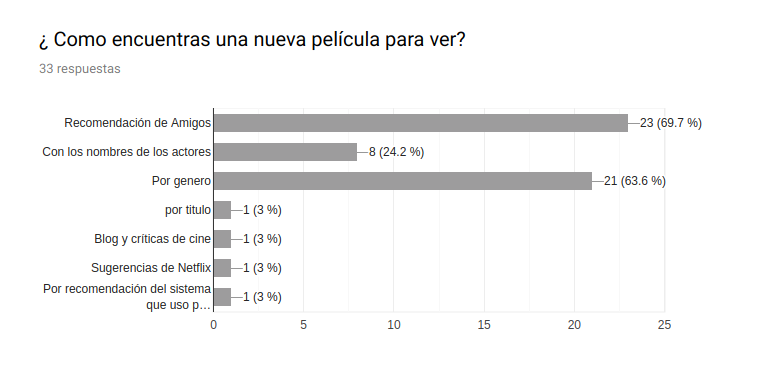 ¿ Como encuentras una nueva película para ver?
33 respuestas
Recomendación de Amigos
23 (69.7 %)
Con los nombres de los actores
8 (24.2 %)
Por genero
21 (63.6 %)
por titulo
1 (3 %)
Blog y críticas de cine
1 (3 %)
Sugerencias de Netflix
1 (3 %)
Por recomendación del sistema
que uso p…
1 (3 %)
0 5 10 15 20 25